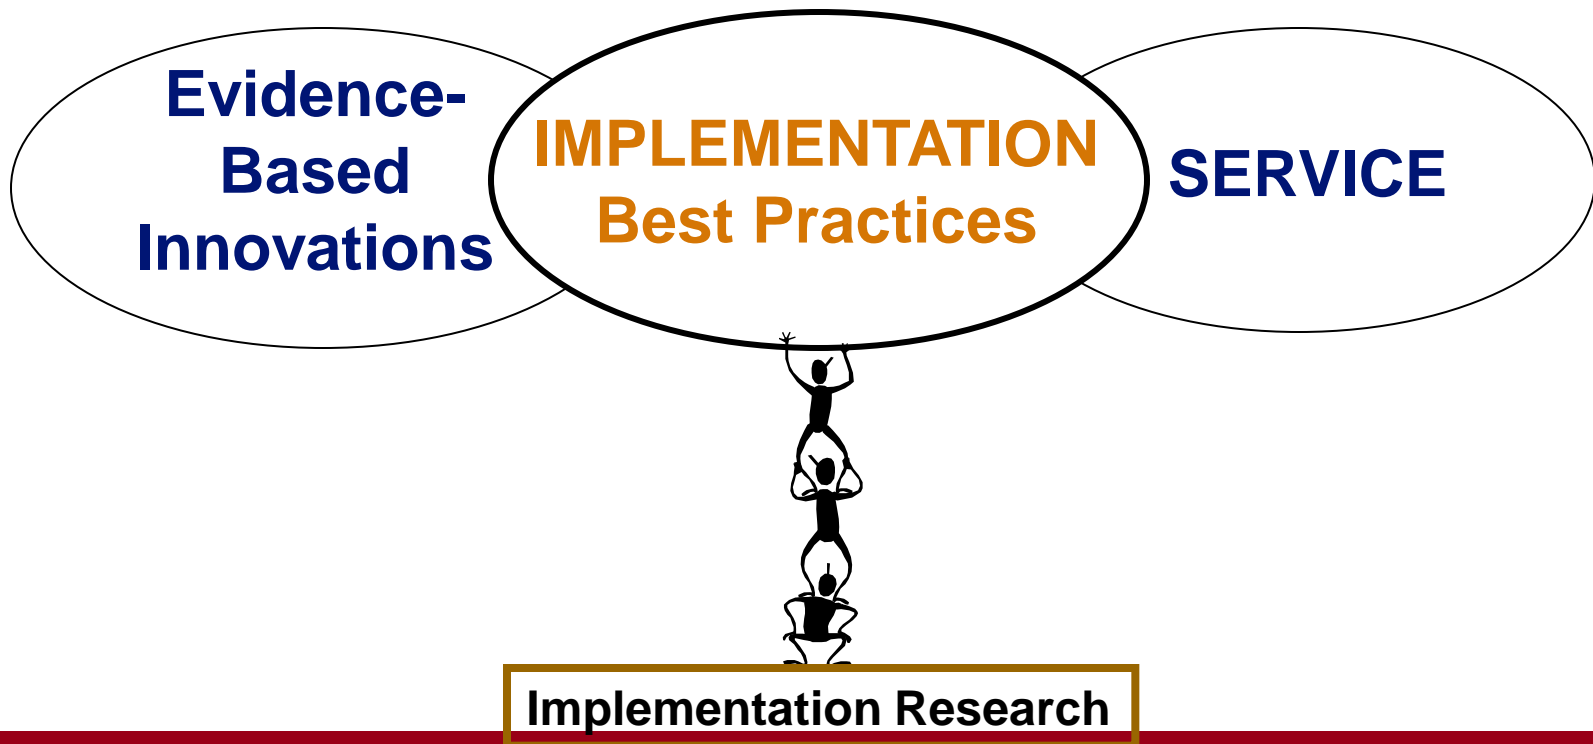 Evidence-
Based
Innovations
IMPLEMENTATION
Best Practices
SERVICE
Implementation Research